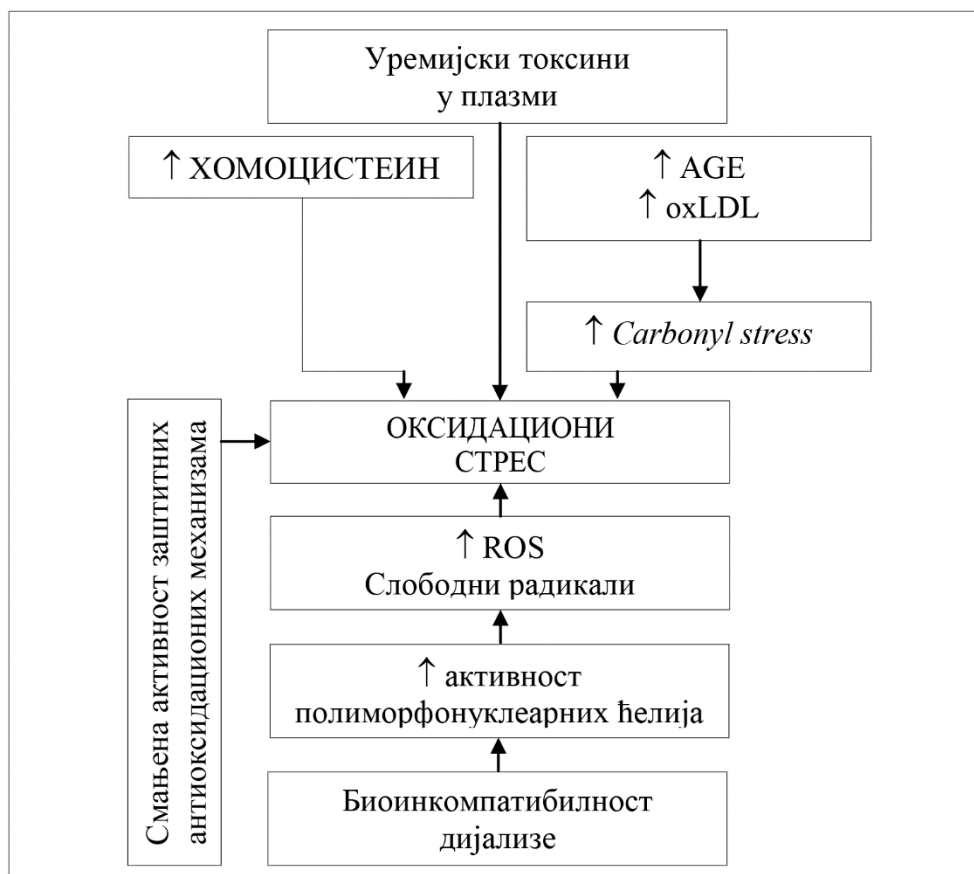 Уремијски токсини
у плазми
↑ ХОМОЦИСТЕИН
↑ AGE
↑ oxLDL
↑ Carbonyl stress
Смањена активност заштитних
антиоксидационих механизама
ОКСИДАЦИОНИ
СТРЕС
↑ ROS
Слободни радикали
↑ активност
полиморфонуклеарних ћелија
Биоинкомпатибилност
дијализе